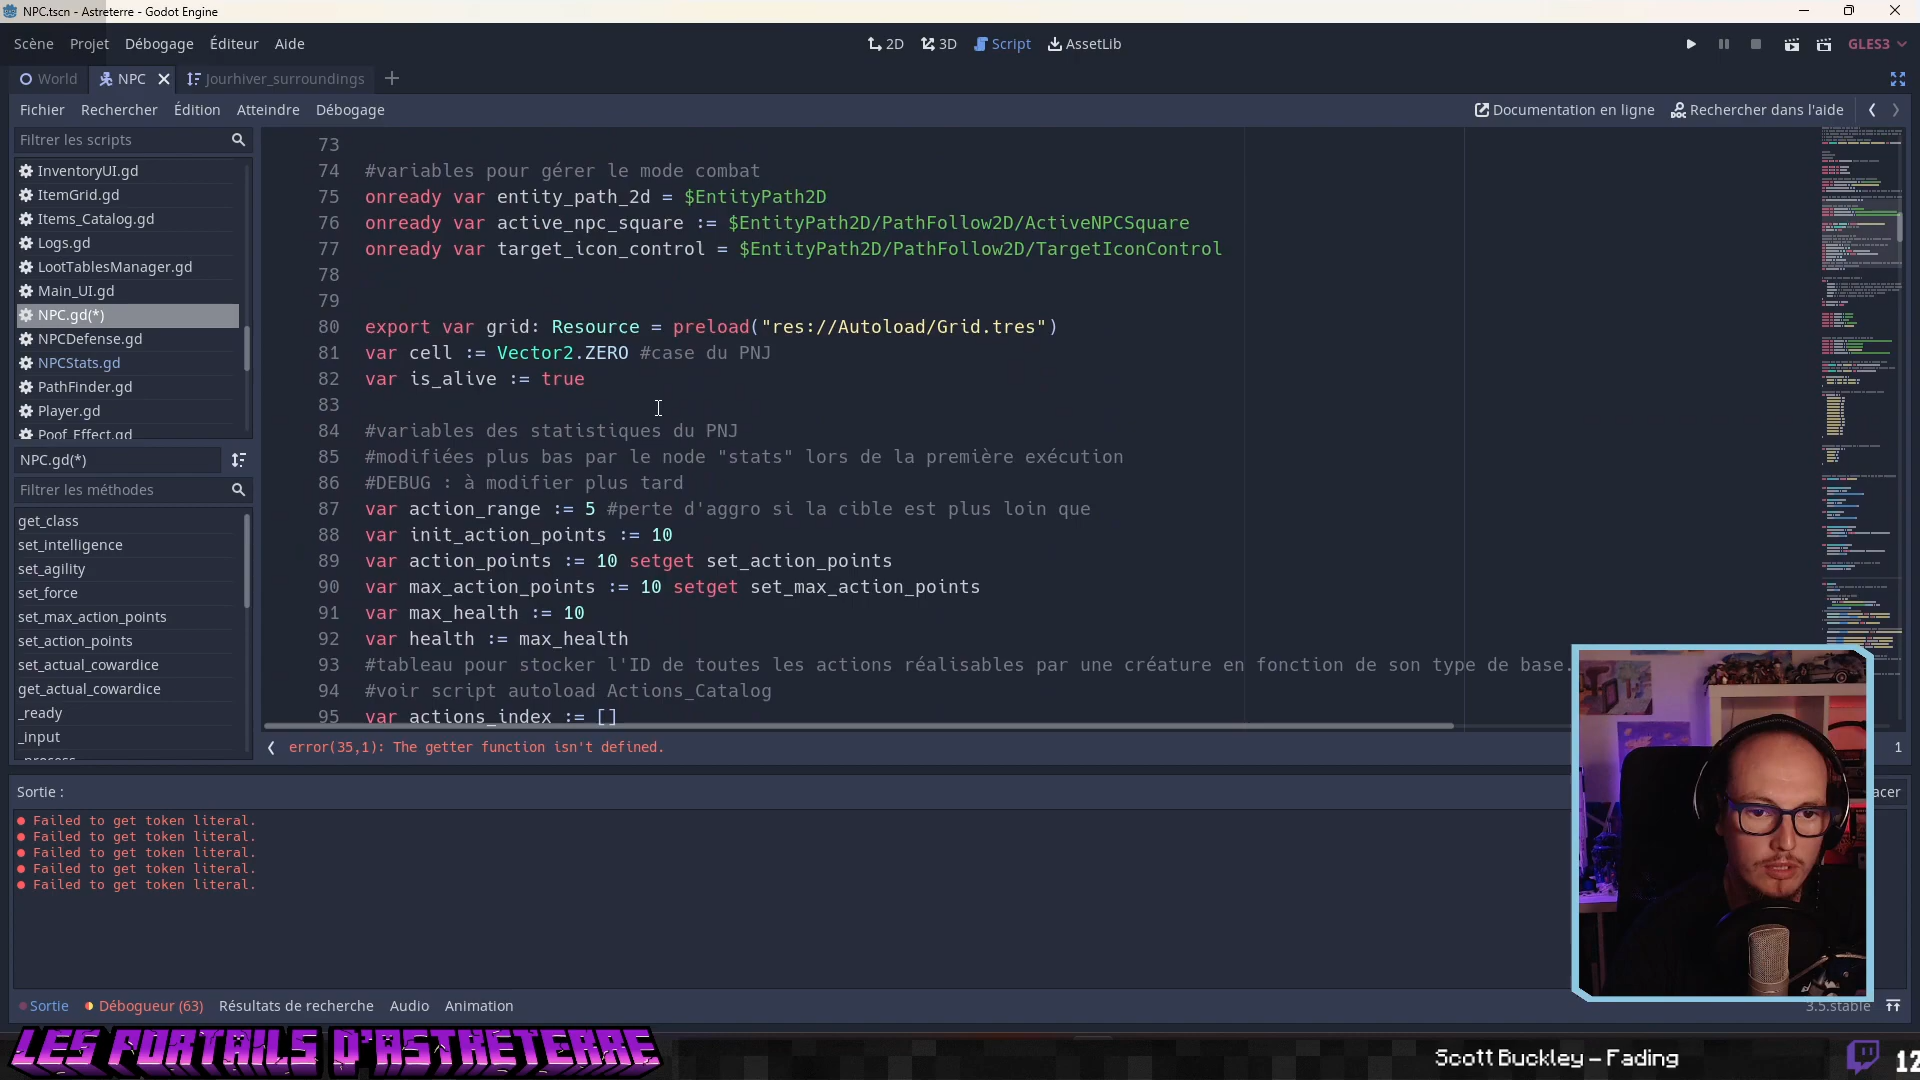 NPC.tscn - Astreterre - Godot Engine
Scène Projet Débogage Éditeur Aide
2D 3D Script AssetLib
GLES3
World NPC Jourhiver_surroundings
Fichier Rechercher Édition Atteindre Débogage
Documentation en ligne Rechercher dans l'aide
Filtrer les scripts
InventoryUI.gd
ItemGrid.gd
Items_Catalog.gd
Logs.gd
LootTablesManager.gd
Main_UI.gd
NPC.gd(*)
NPCDefense.gd
NPCStats.gd
PathFinder.gd
Player.gd
Poof_Effect.gd
NPC.gd(*)
Filtrer les méthodes
get_class
set_intelligence
set_agility
set_force
set_max_action_points
set_action_points
set_actual_cowardice
get_actual_cowardice
_ready
_input
_process
73
74 #variables pour gérer le mode combat
75 onready var entity_path_2d = $EntityPath2D
76 onready var active_npc_square := $EntityPath2D/PathFollow2D/ActiveNPCSquare
77 onready var target_icon_control = $EntityPath2D/PathFollow2D/TargetIconControl
78
79
80 export var grid: Resource = preload("res://Autoload/Grid.tres")
81 var cell := Vector2.ZERO #case du PNJ
82 var is_alive := true
83
84 #variables des statistiques du PNJ
85 #modifiées plus bas par le node "stats" lors de la première exécution
86 #DEBUG : à modifier plus tard
87 var action_range := 5 #perte d'aggro si la cible est plus loin que
88 var init_action_points := 10
89 var action_points := 10 setget set_action_points
90 var max_action_points := 10 setget set_max_action_points
91 var max_health := 10
92 var health := max_health
93 #tableau pour stocker l'ID de toutes les actions réalisables par une créature en fonction de son type de base.
94 #voir script autoload Actions_Catalog
95 var actions_index := []
error(35,1): The getter function isn't defined.
1
Sortie :
acer
Failed to get token literal.
Failed to get token literal.
Failed to get token literal.
Failed to get token literal.
Failed to get token literal.
Sortie Débogueur (63) Résultats de recherche Audio Animation
3.5.stable
LES PORTAILS D'ASTRETERRE
Scott Buckley – Fading
12